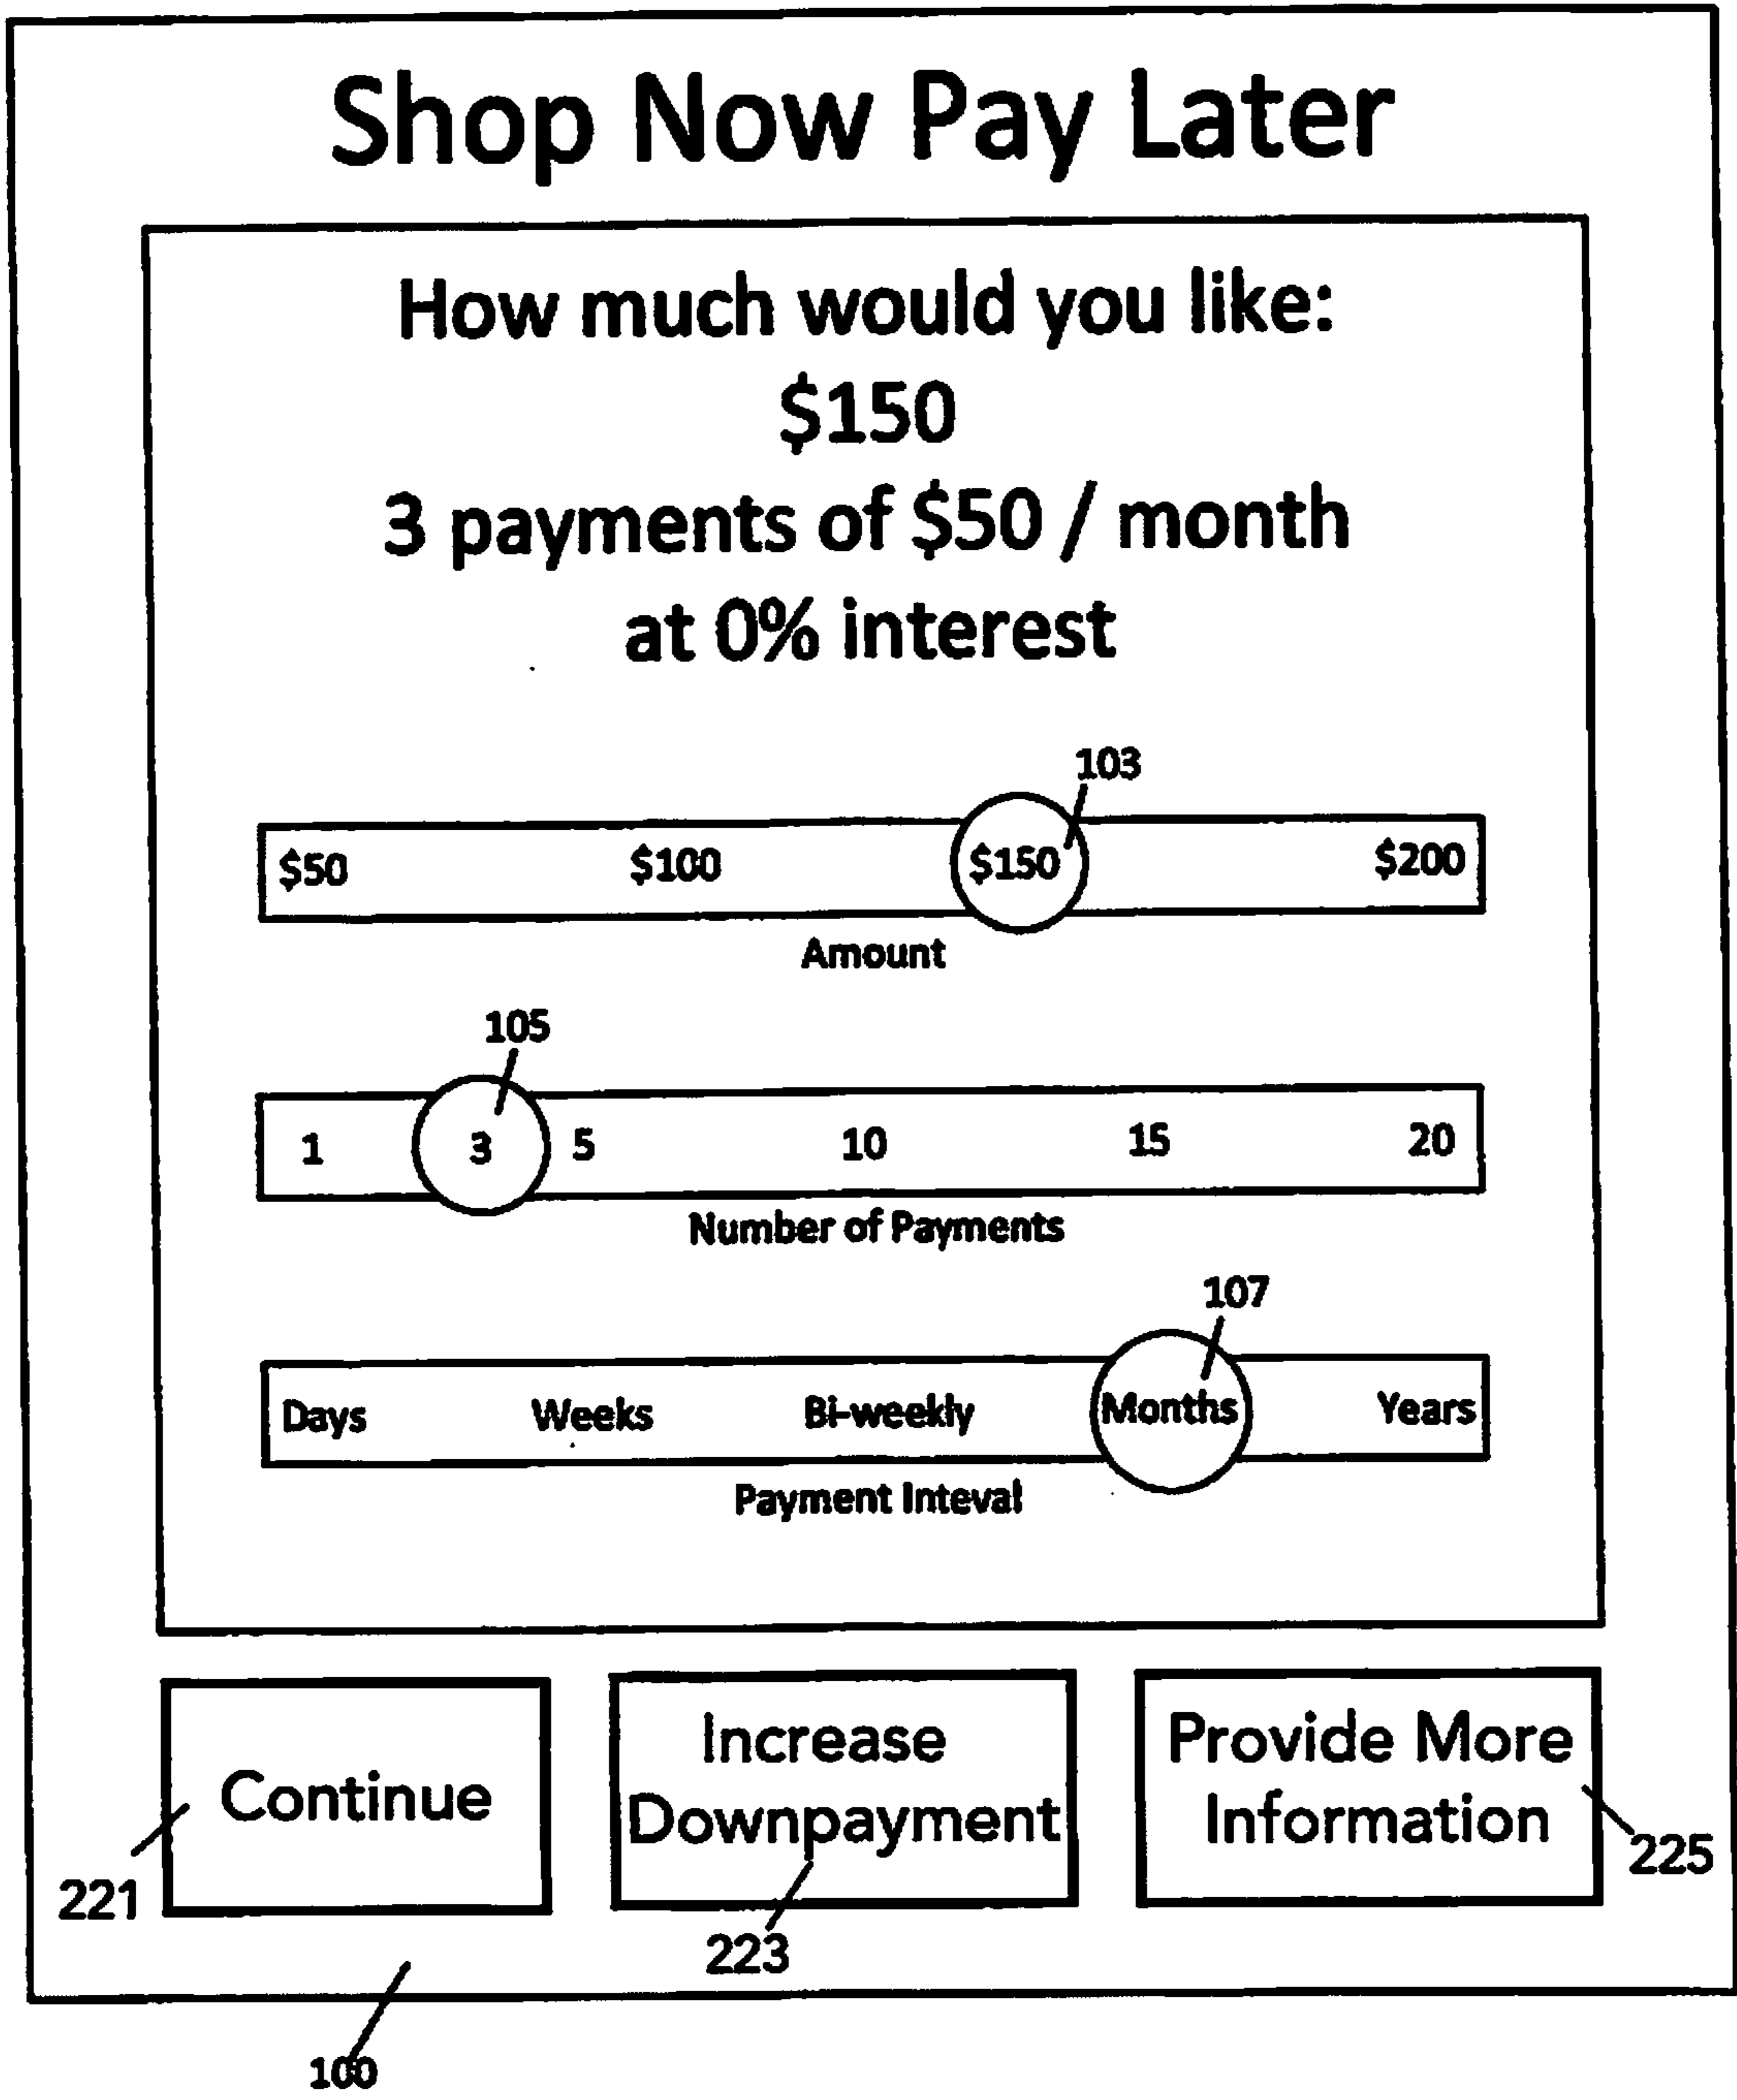 Shop Now Pay Later
How much would you like:
$150
3 payments of $50 / month
at 0% interest
103
$50 $100 $150 $200
Amount
105
1 3 5 10 15 20
Number of Payments
107
Days Weeks Bi-weekly Months Years
Payment Inteval
Continue
Increase
Downpayment
Provide More
Information
221
223
225
100